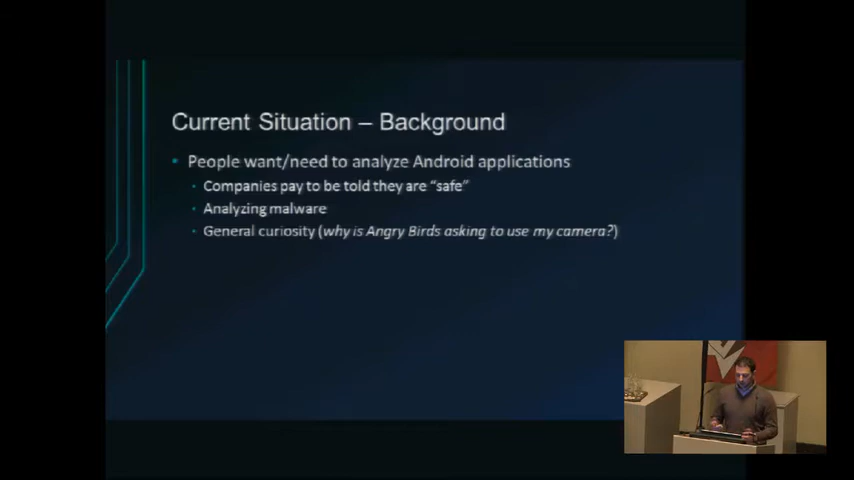 Current Situation – Background
People want/need to analyze Android applications
Companies pay to be told they are “safe”
Analyzing malware
General curiosity (why is Angry Birds asking to use my camera?)